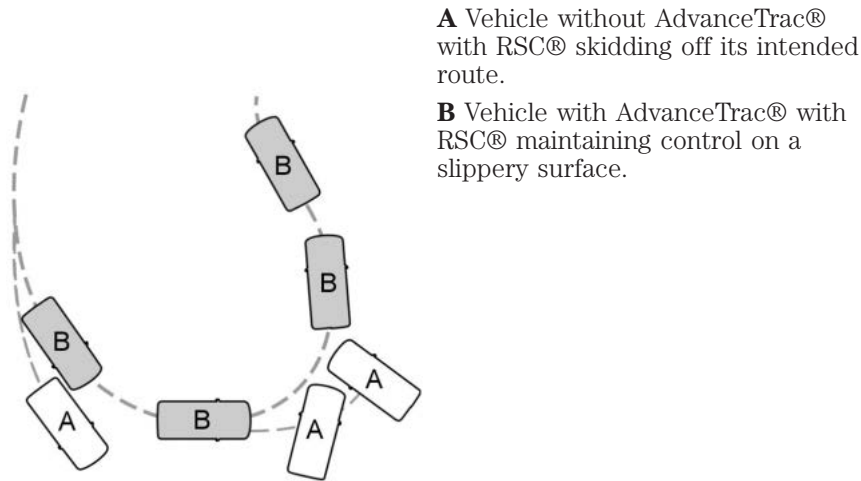 A Vehicle without AdvanceTrac®
with RSC® skidding off its intended
route.
B Vehicle with AdvanceTrac® with
RSC® maintaining control on a
slippery surface.
B
B
B
A
B
A
A